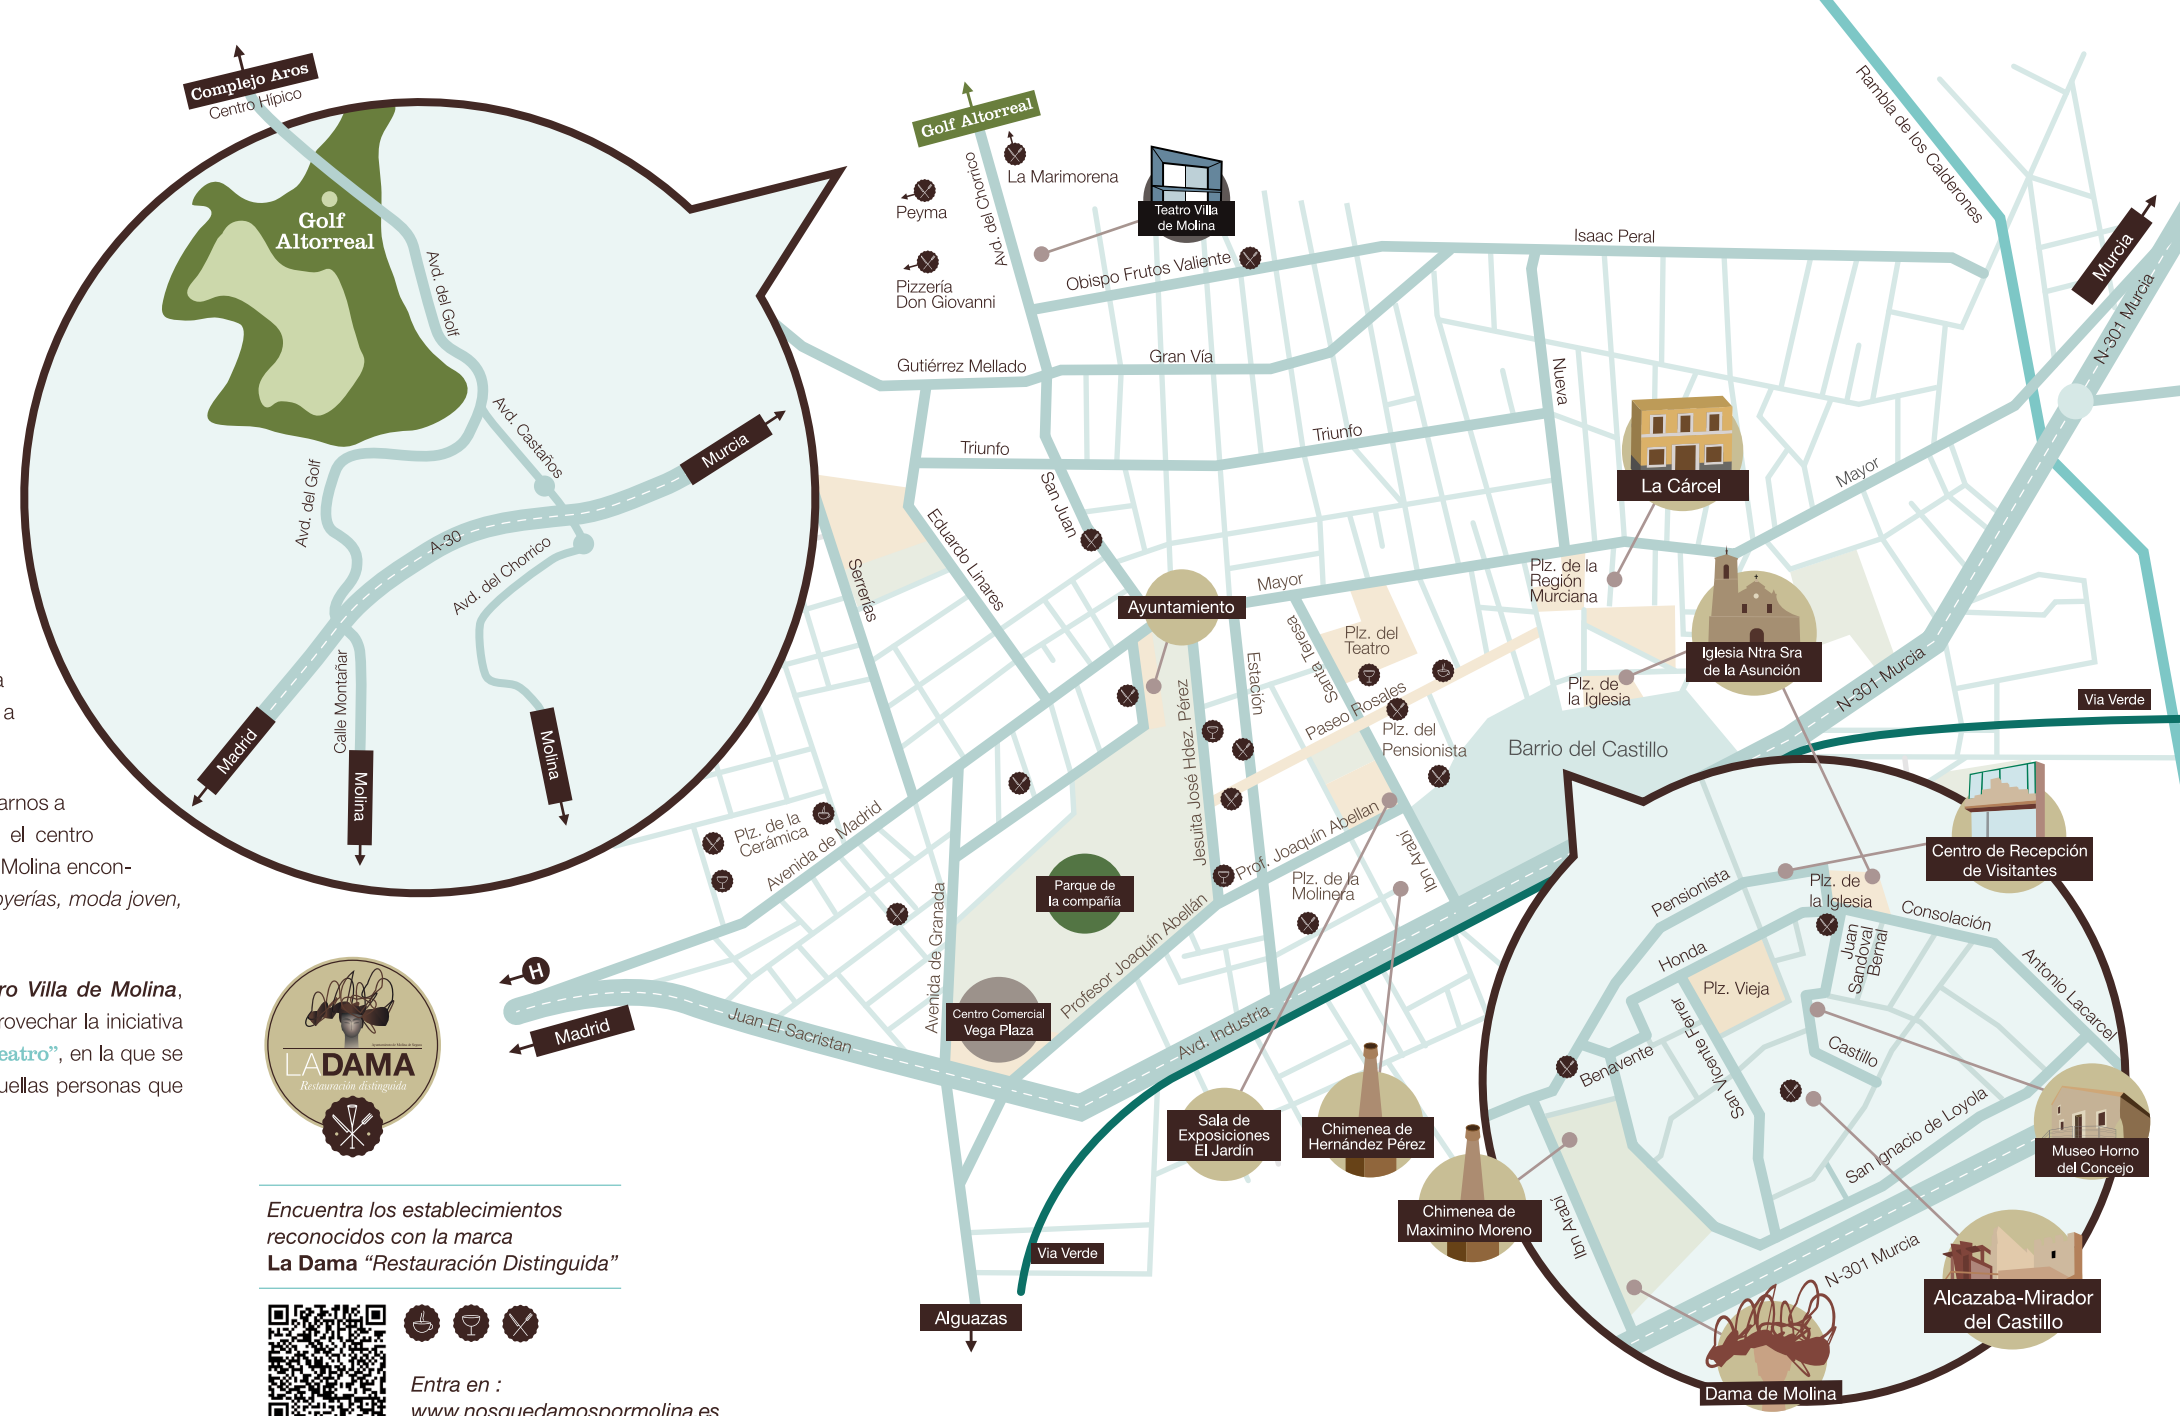 Complejo Aros
Centro Hípico
Golf
Altorreal
Avd. del Golf
Avd. Castaños
Murcia
Avd. del Golf
A-30
Avd. del Chorrico
Calle Montañar
Madrid
Molina
Molina
Golf Altorreal
Avd. del Chorrico
La Marimorena
Peyma
Pizzería
Don Giovanni
Teatro Villa
de Molina
Obispo Frutos Valiente
Isaac Peral
Rambla de los Calderones
Murcia
N-301 Murcia
Gutiérrez Mellado
Gran Vía
Nueva
Triunfo
Triunfo
San Juan
Eduardo Linares
Serrerías
La Cárcel
Mayor
Ayuntamiento
Mayor
Plz. de la
Región
Murciana
Iglesia Ntra Sra
de la Asunción
Santa Teresa
Plz. del
Teatro
Estación
Jesuita José Hdez. Pérez
Paseo Rosales
Plz. del
Pensionista
Plz. de
la Iglesia
Barrio del Castillo
N-301 Murcia
Via Verde
Plz. de la
Cerámica
Avenida de Madrid
Parque de
la compañía
Prof. Joaquín Abellan
Ibn Arabí
Plz. de la
Molinera
Avenida de Granada
Profesor Joaquín Abellán
Centro Comercial
Vega Plaza
H
Madrid
Juan El Sacristan
Avd. Industria
Sala de
Exposiciones
El Jardín
Chimenea de
Hernández Pérez
Chimenea de
Maximino Moreno
Via Verde
Alguazas
Centro de Recepción
de Visitantes
Pensionista
Plz. de
la Iglesia
Consolación
Juan
Sandoval
Bernal
Honda
Plz. Vieja
Antonio Lacarcel
Benavente
San Vicente Ferrer
Castillo
San Ignacio de Loyola
Museo Horno
del Concejo
Ibn Arabí
N-301 Murcia
Alcazaba-Mirador
del Castillo
Dama de Molina
a
a
arnos a
el centro
Molina encon-
oyerías, moda joven,
ro Villa de Molina,
rovechar la iniciativa
eatro”, en la que se
uellas personas que
LADAMA
Restauración distinguida
Encuentra los establecimientos
reconocidos con la marca
La Dama “Restauración Distinguida”
Entra en :
www.nosquedamospormolina.es